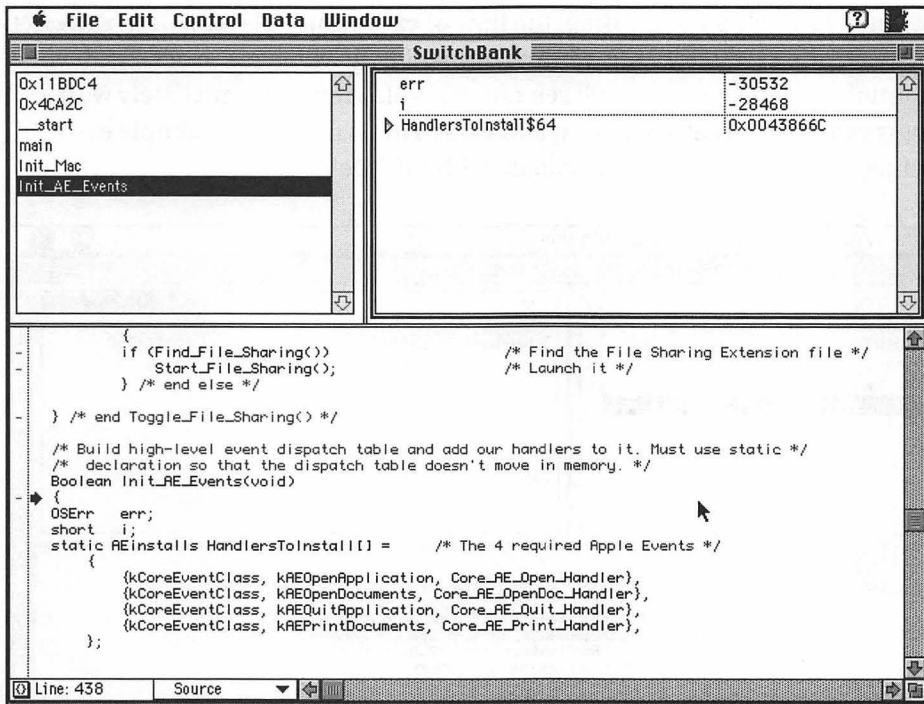 File Edit Control Data Window
SwitchBank
0x11BDC4
0x4CA2C
__start
main
Init_Mac
Init_AE_Events
err -30532
i -28468
HandlersToInstall$64 0x0043866C
{
if (Find_File_Sharing()) /* Find the File Sharing Extension file */
Start_File_Sharing(); /* Launch it */
} /* end else */
} /* end Toggle_File_Sharing() */
/* Build high-level event dispatch table and add our handlers to it. Must use static */
/* declaration so that the dispatch table doesn't move in memory. */
Boolean Init_AE_Events(void)
{
OSErr err;
short i;
static AEinstalls HandlersToInstall[] = /* The 4 required Apple Events */
{
{kCoreEventClass, kAEOpenApplication, Core_AE_Open_Handler},
{kCoreEventClass, kAEOpenDocuments, Core_AE_OpenDoc_Handler},
{kCoreEventClass, kAEQuitApplication, Core_AE_Quit_Handler},
{kCoreEventClass, kAEPrintDocuments, Core_AE_Print_Handler},
};
Line: 438 Source